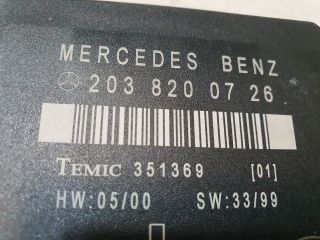 MERCEDES BENZ
203 820 07 26
TEMIC 351369 [01]
HW:05/00 SW:33/99